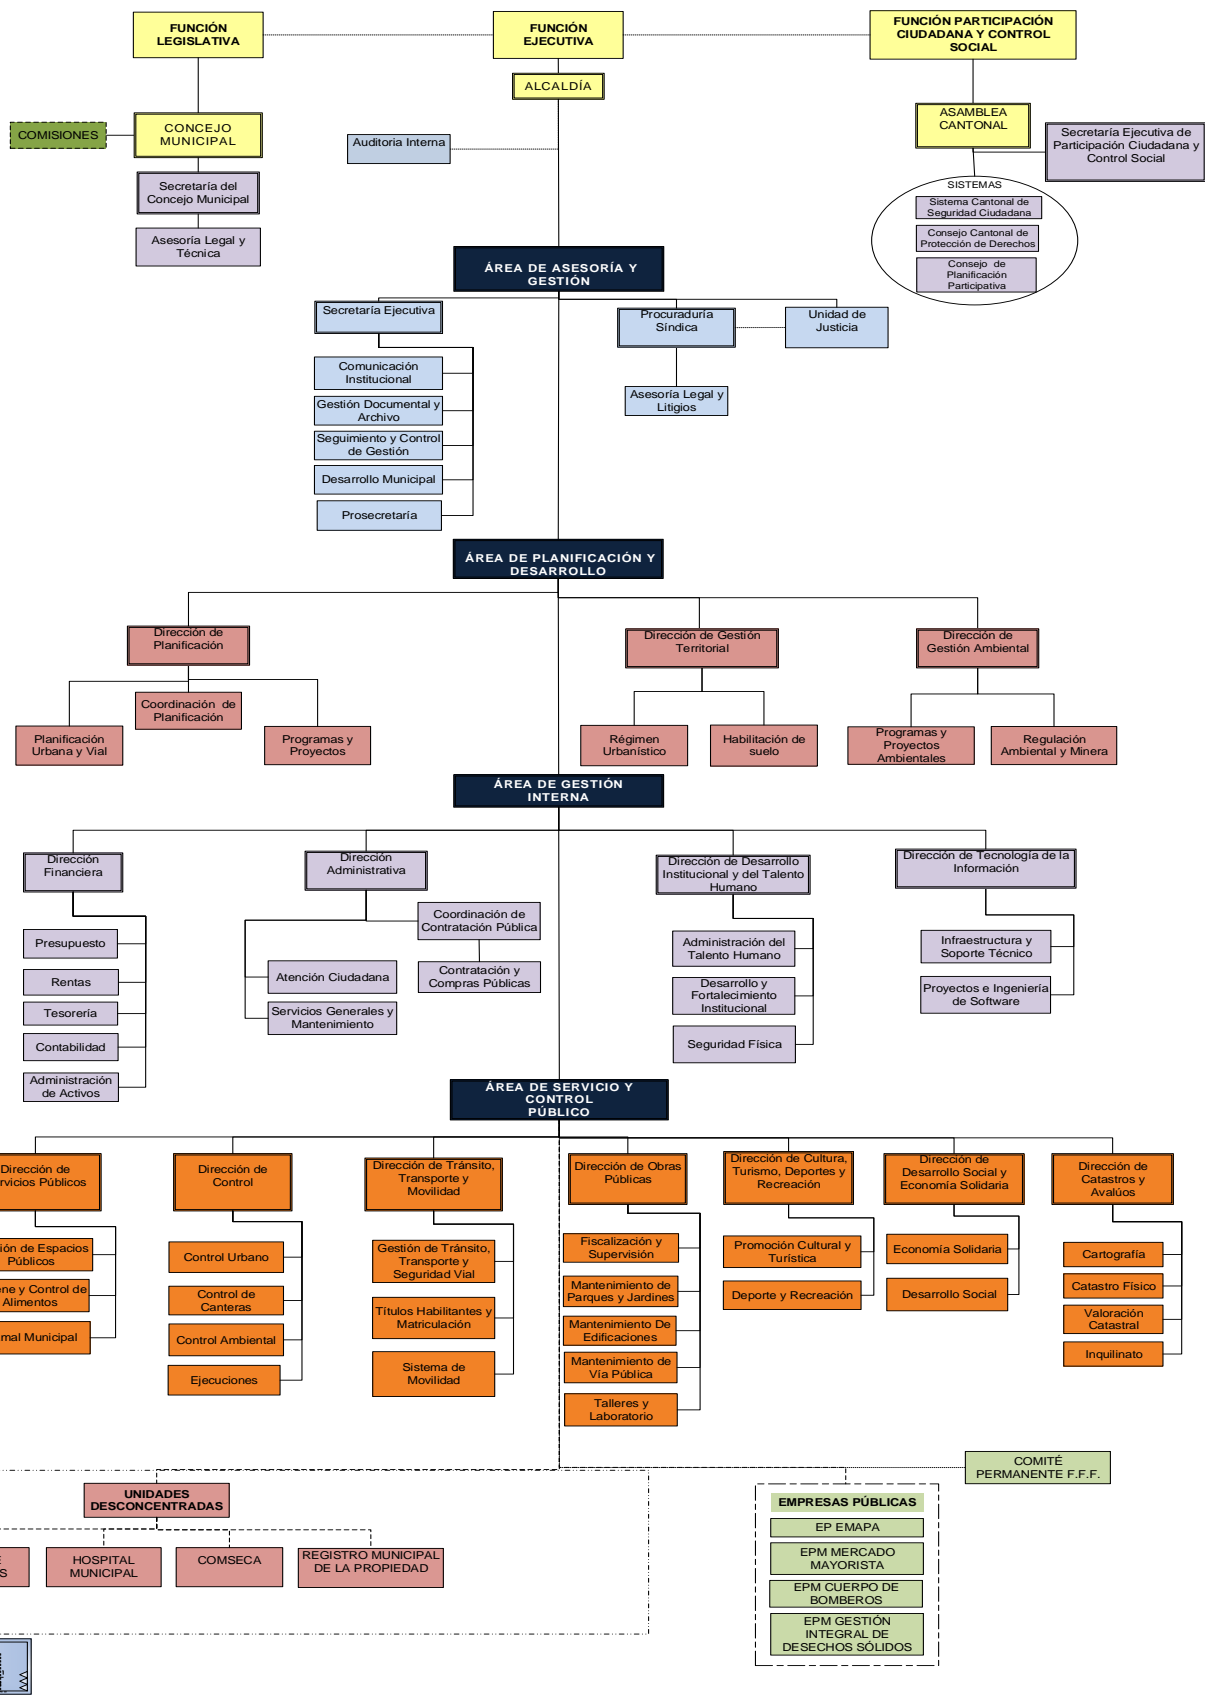 FUNCIÓN
LEGISLATIVA
FUNCIÓN
EJECUTIVA
FUNCIÓN PARTICIPACIÓN
CIUDADANA Y CONTROL
SOCIAL
ALCALDÍA
COMISIONES
CONCEJO
MUNICIPAL
Auditoria Interna
ASAMBLEA
CANTONAL
Secretaría Ejecutiva de
Participación Ciudadana y
Control Social
Secretaría del
Concejo Municipal
Asesoría Legal y
Técnica
SISTEMAS
Sistema Cantonal de
Seguridad Ciudadana
Consejo Cantonal de
Protección de Derechos
Consejo de
Planificación
Participativa
ÁREA DE ASESORÍA Y
GESTIÓN
Secretaría Ejecutiva
Procuraduría
Síndica
Unidad de
Justicia
Comunicación
Institucional
Gestión Documental y
Archivo
Seguimiento y Control
de Gestión
Desarrollo Municipal
Prosecretaría
Asesoría Legal y
Litigios
ÁREA DE PLANIFICACIÓN Y
DESARROLLO
Dirección de
Planificación
Dirección de Gestión
Territorial
Dirección de
Gestión Ambiental
Planificación
Urbana y Vial
Coordinación de
Planificación
Programas y
Proyectos
Régimen
Urbanístico
Habilitación de
suelo
Programas y
Proyectos
Ambientales
Regulación
Ambiental y Minera
ÁREA DE GESTIÓN
INTERNA
Dirección
Financiera
Dirección
Administrativa
Dirección de Desarrollo
Institucional y del Talento
Humano
Dirección de Tecnología de la
Información
Presupuesto
Rentas
Tesorería
Contabilidad
Administración
de Activos
Coordinación de
Contratación Pública
Atención Ciudadana
Contratación y
Compras Públicas
Servicios Generales y
Mantenimiento
Administración del
Talento Humano
Desarrollo y
Fortalecimiento
Institucional
Seguridad Física
Infraestructura y
Soporte Técnico
Proyectos e Ingeniería
de Software
ÁREA DE SERVICIO Y
CONTROL
PÚBLICO
Dirección de
rvicios Públicos
Dirección de
Control
Dirección de Tránsito,
Transporte y
Movilidad
Dirección de Obras
Públicas
Dirección de Cultura,
Turismo, Deportes y
Recreación
Dirección de
Desarrollo Social y
Economía Solidaria
Dirección de
Catastros y
Avalúos
ión de Espacios
Públicos
ene y Control de
Alimentos
mal Municipal
Control Urbano
Control de
Canteras
Control Ambiental
Ejecuciones
Gestión de Tránsito,
Transporte y
Seguridad Vial
Títulos Habilitantes y
Matriculación
Sistema de
Movilidad
Fiscalización y
Supervisión
Mantenimiento de
Parques y Jardines
Mantenimiento De
Edificaciones
Mantenimiento de
Vía Pública
Talleres y
Laboratorio
Promoción Cultural y
Turística
Deporte y Recreación
Economía Solidaria
Desarrollo Social
Cartografía
Catastro Físico
Valoración
Catastral
Inquilinato
COMITÉ
PERMANENTE F.F.F.
UNIDADES
DESCONCENTRADAS
E
S
HOSPITAL
MUNICIPAL
COMSECA
REGISTRO MUNICIPAL
DE LA PROPIEDAD
EMPRESAS PÚBLICAS
EP EMAPA
EPM MERCADO
MAYORISTA
EPM CUERPO DE
BOMBEROS
EPM GESTIÓN
INTEGRAL DE
DESECHOS SÓLIDOS